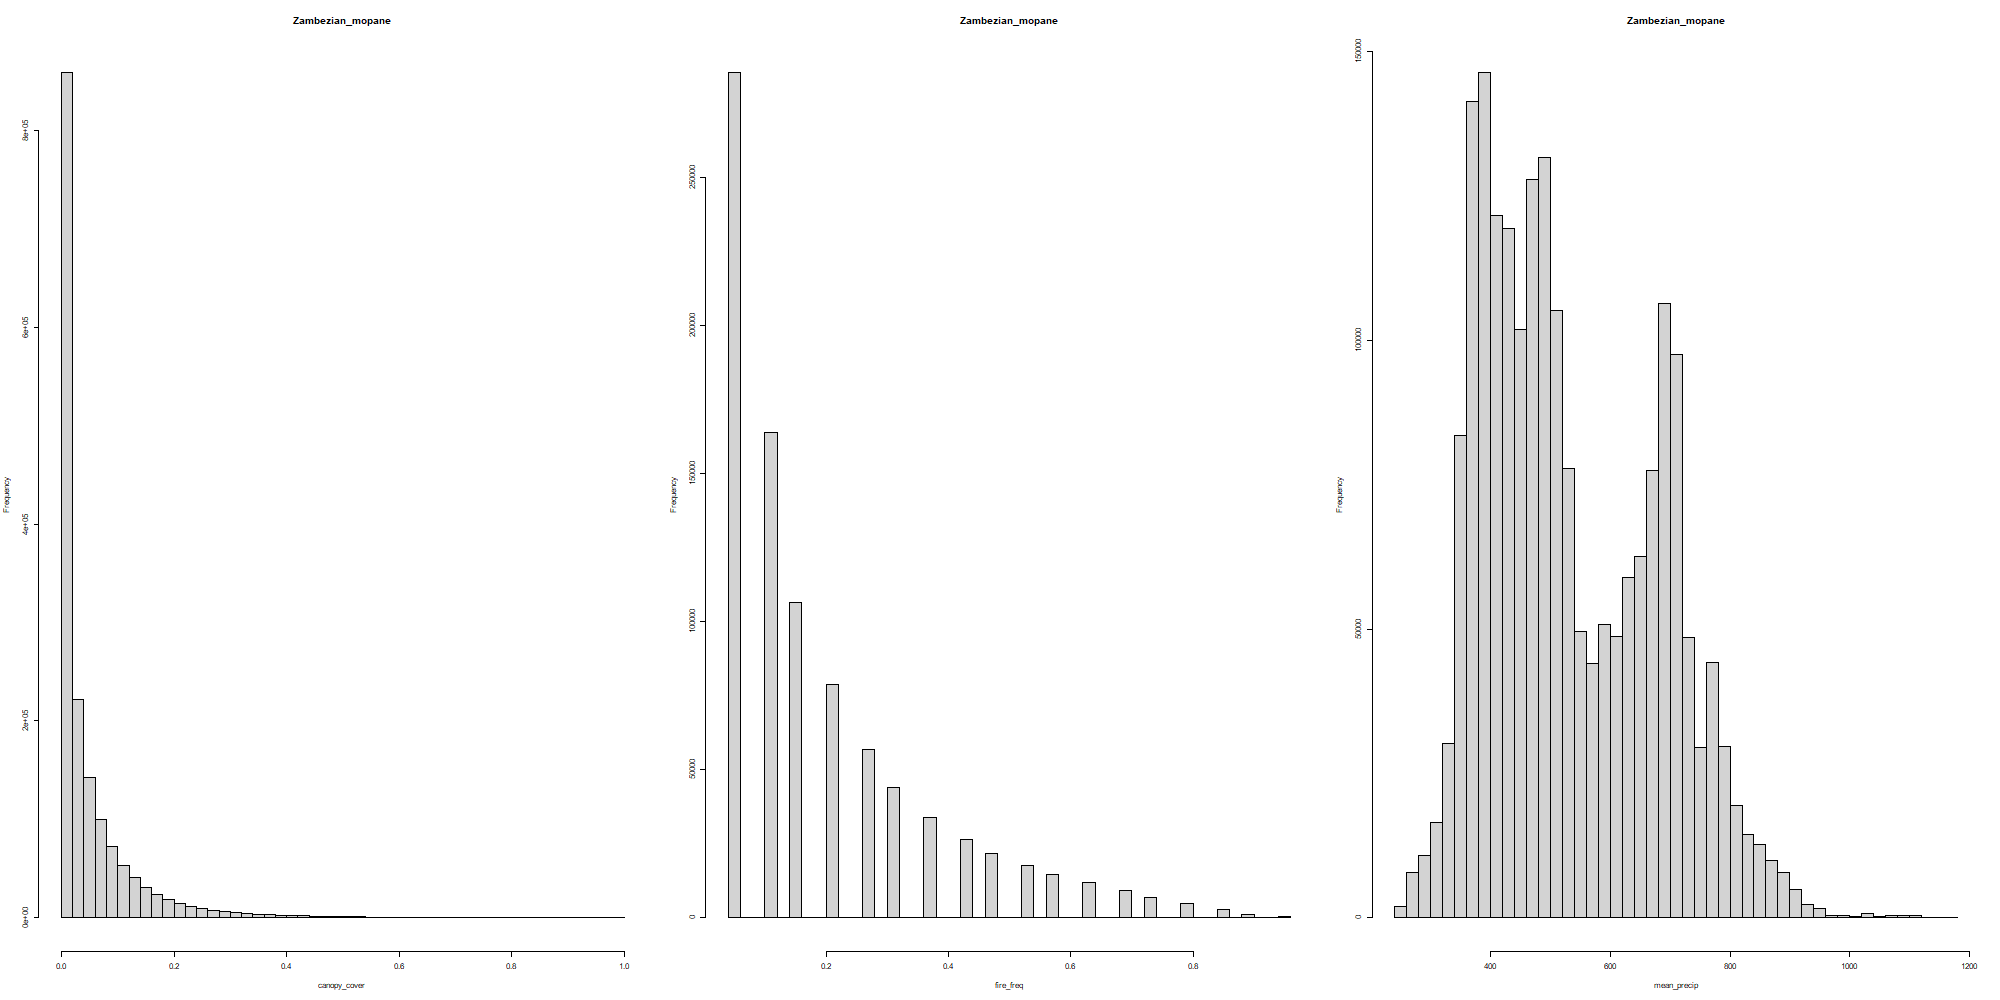 Zambezian_mopane
Frequency
0e+00 2e+05 4e+05 6e+05 8e+05
0.0 0.2 0.4 0.6 0.8 1.0
canopy_cover
Zambezian_mopane
Frequency
0 50000 100000 150000 200000 250000
0.2 0.4 0.6 0.8
fire_freq
Zambezian_mopane
Frequency
0 50000 100000 150000
400 600 800 1000 1200
mean_precip